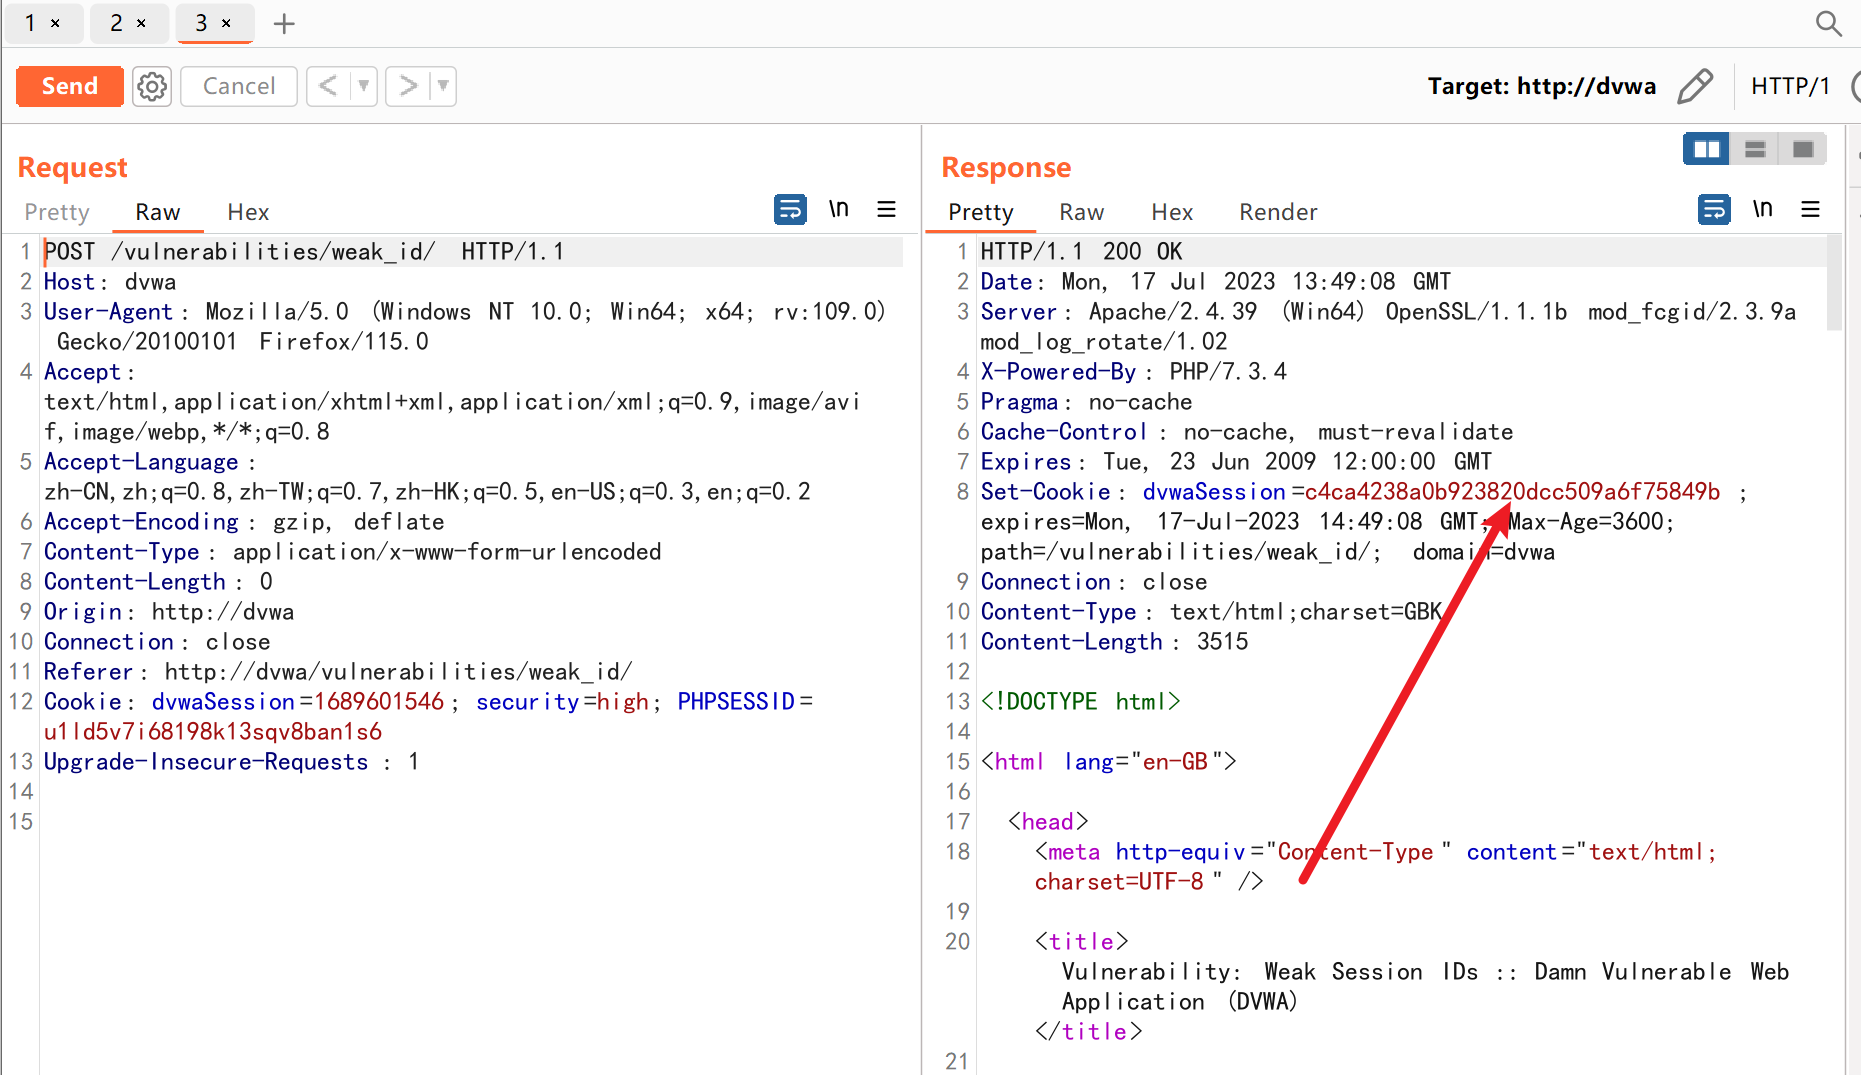 1 × 2 × 3 × +
Send Cancel < > Target: http://dvwa HTTP/1
Request
Pretty Raw Hex \n
1 POST /vulnerabilities/weak_id/ HTTP/1.1
2 Host: dvwa
3 User-Agent: Mozilla/5.0 (Windows NT 10.0; Win64; x64; rv:109.0)
Gecko/20100101 Firefox/115.0
4 Accept:
text/html,application/xhtml+xml,application/xml;q=0.9,image/avi
f,image/webp,*/*;q=0.8
5 Accept-Language:
zh-CN,zh;q=0.8,zh-TW;q=0.7,zh-HK;q=0.5,en-US;q=0.3,en;q=0.2
6 Accept-Encoding: gzip, deflate
7 Content-Type: application/x-www-form-urlencoded
8 Content-Length: 0
9 Origin: http://dvwa
10 Connection: close
11 Referer: http://dvwa/vulnerabilities/weak_id/
12 Cookie: dvwaSession=1689601546; security=high; PHPSESSID=
u1ld5v7i68198k13sqv8ban1s6
13 Upgrade-Insecure-Requests: 1
14
15
Response
Pretty Raw Hex Render \n
1 HTTP/1.1 200 OK
2 Date: Mon, 17 Jul 2023 13:49:08 GMT
3 Server: Apache/2.4.39 (Win64) OpenSSL/1.1.1b mod_fcgid/2.3.9a
mod_log_rotate/1.02
4 X-Powered-By: PHP/7.3.4
5 Pragma: no-cache
6 Cache-Control: no-cache, must-revalidate
7 Expires: Tue, 23 Jun 2009 12:00:00 GMT
8 Set-Cookie: dvwaSession=c4ca4238a0b923820dcc509a6f75849b;
expires=Mon, 17-Jul-2023 14:49:08 GMT; Max-Age=3600;
path=/vulnerabilities/weak_id/; domain=dvwa
9 Connection: close
10 Content-Type: text/html;charset=GBK
11 Content-Length: 3515
12
13 <!DOCTYPE html>
14
15 <html lang="en-GB">
16
17 <head>
18 <meta http-equiv="Content-Type" content="text/html;
charset=UTF-8" />
19
20 <title>
Vulnerability: Weak Session IDs :: Damn Vulnerable Web
Application (DVWA)
</title>
21